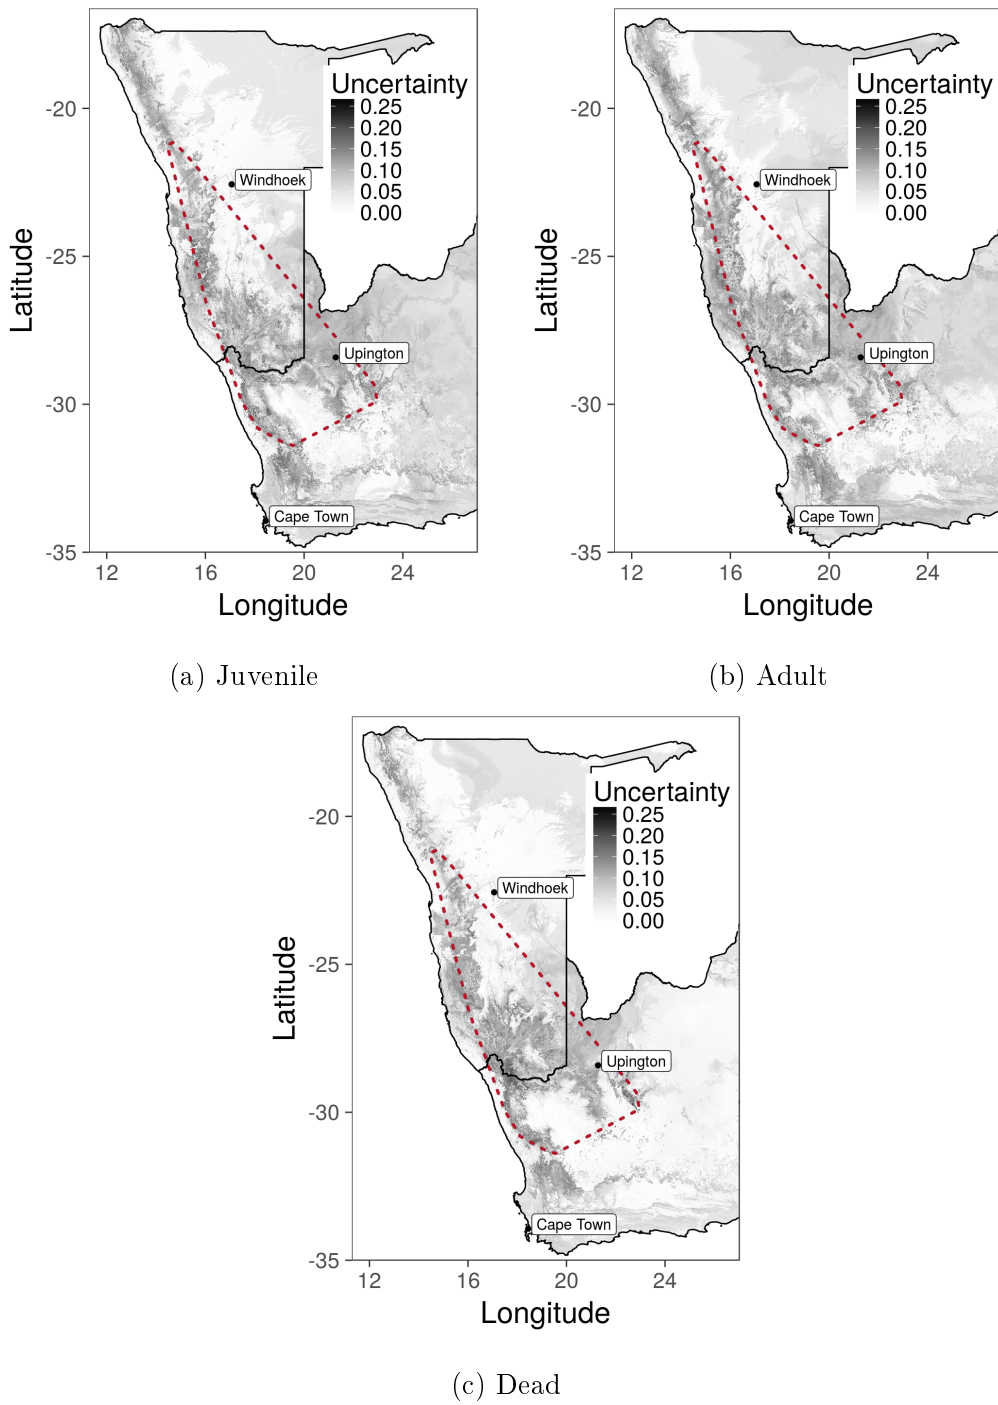 Uncertainty
0.25
0.20
0.15
0.10
0.05
0.00
-20
-25
-30
-35
Latitude
Windhoek
Upington
Cape Town
12 16 20 24
Longitude
(a) Juvenile
Uncertainty
0.25
0.20
0.15
0.10
0.05
0.00
-20
-25
-30
-35
Latitude
Windhoek
Upington
Cape Town
12 16 20 24
Longitude
(b) Adult
Uncertainty
0.25
0.20
0.15
0.10
0.05
0.00
-20
-25
-30
-35
Latitude
Windhoek
Upington
Cape Town
12 16 20 24
Longitude
(c) Dead